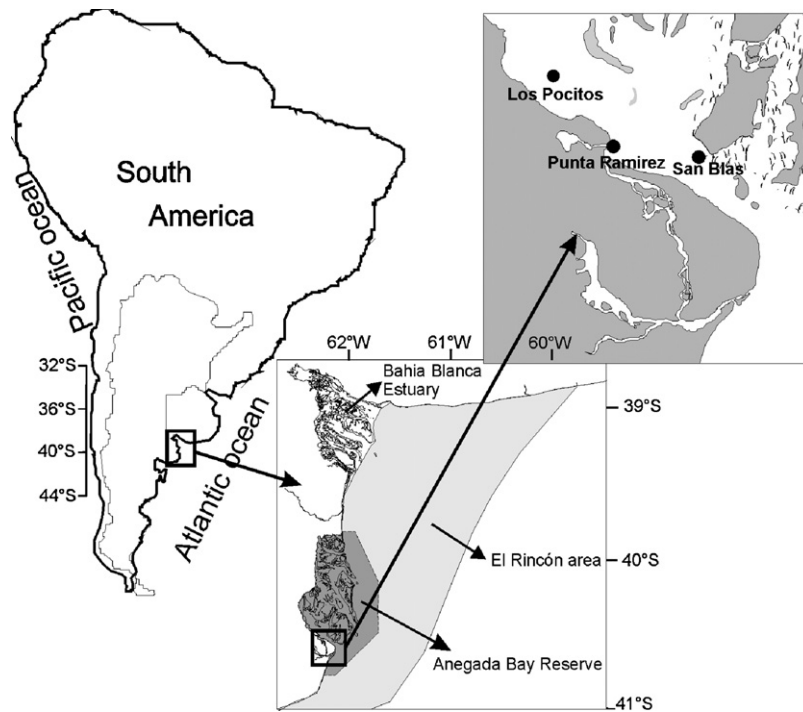 South
America
Pacific ocean
Atlantic ocean
32°S
36°S
40°S
44°S
Los Pocitos
Punta Ramirez
San Blas
62°W
61°W
60°W
Bahia Blanca
Estuary
39°S
El Rincón area
40°S
Anegada Bay Reserve
41°S